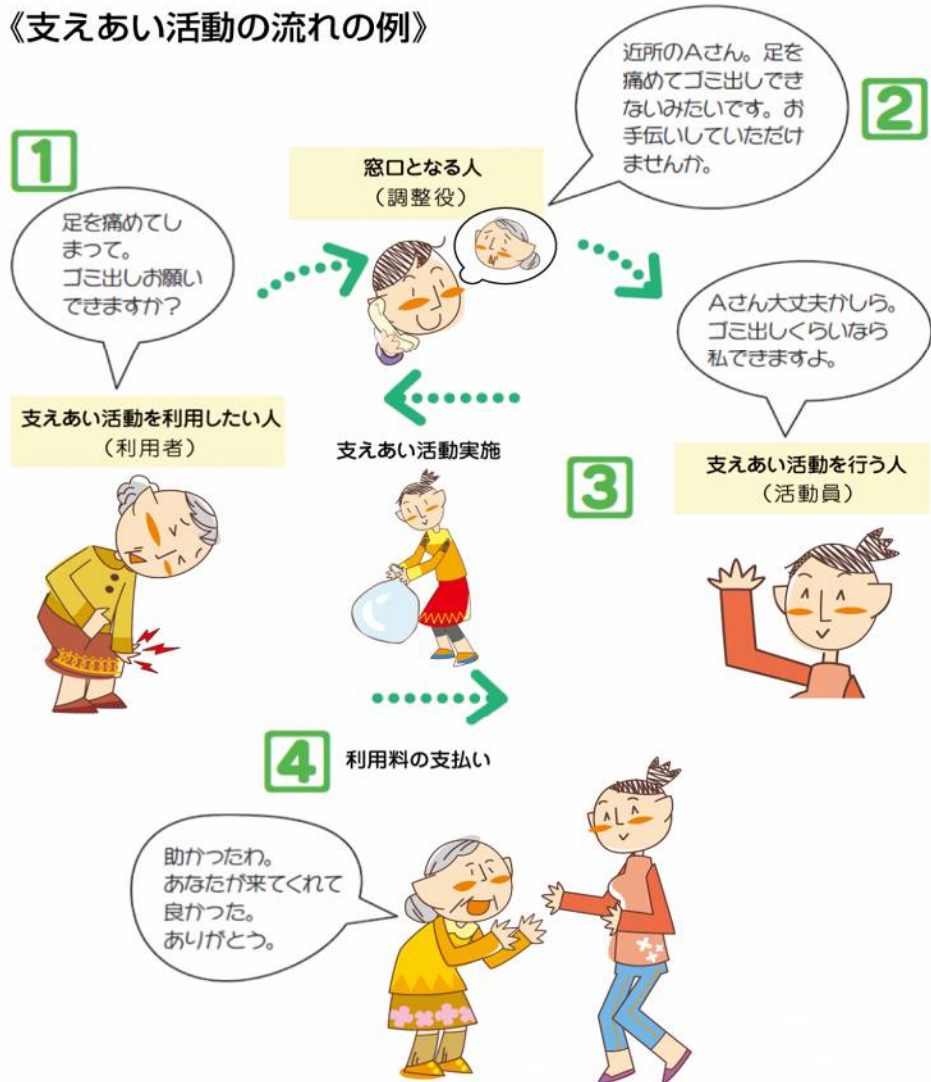 《支えあい活動の流れの例》
1
足を痛めてし
まって。
ゴミ出しお願い
できますか？
窓口となる人
（調整役）
2
近所のAさん。足を
痛めてゴミ出しでき
ないみたいです。お
手伝いしていただけ
ませんか。
Aさん大丈夫かしら。
ゴミ出しくらいなら
私できますよ。
支えあい活動を利用したい人
（利用者）
支えあい活動実施
3
支えあい活動を行う人
（活動員）
4
利用料の支払い
助かったわ。
あなたが来てくれて
良かった。
ありがとう。